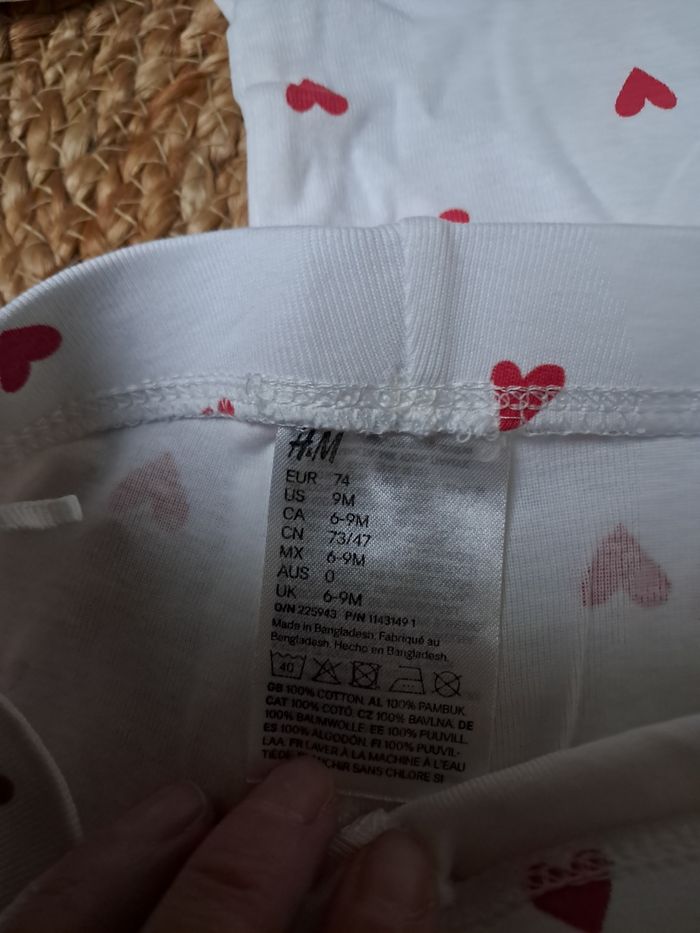 H&M
EUR 74
US 9M
CA 6-9M
CN 73/47
MX 6-9M
AUS 0
UK 6-9M
O/N 225943 P/N 1143149 1
Made in Bangladesh. Fabriqué au
Bangladesh. Hecho en Bangladesh.
40
GB 100% COTTON. AL 100% PAMBUK.
CAT 100% COTÓ. CZ 100% BAVLNA. DE
100% BAUMWOLLE. EE 100% PUUVILL.
ES 100% ALGODÓN. FI 100% PUUVIL-
LAA. FR LAVER À LA MACHINE À L'EAU
TIÈDE. SANS CHLORE SI